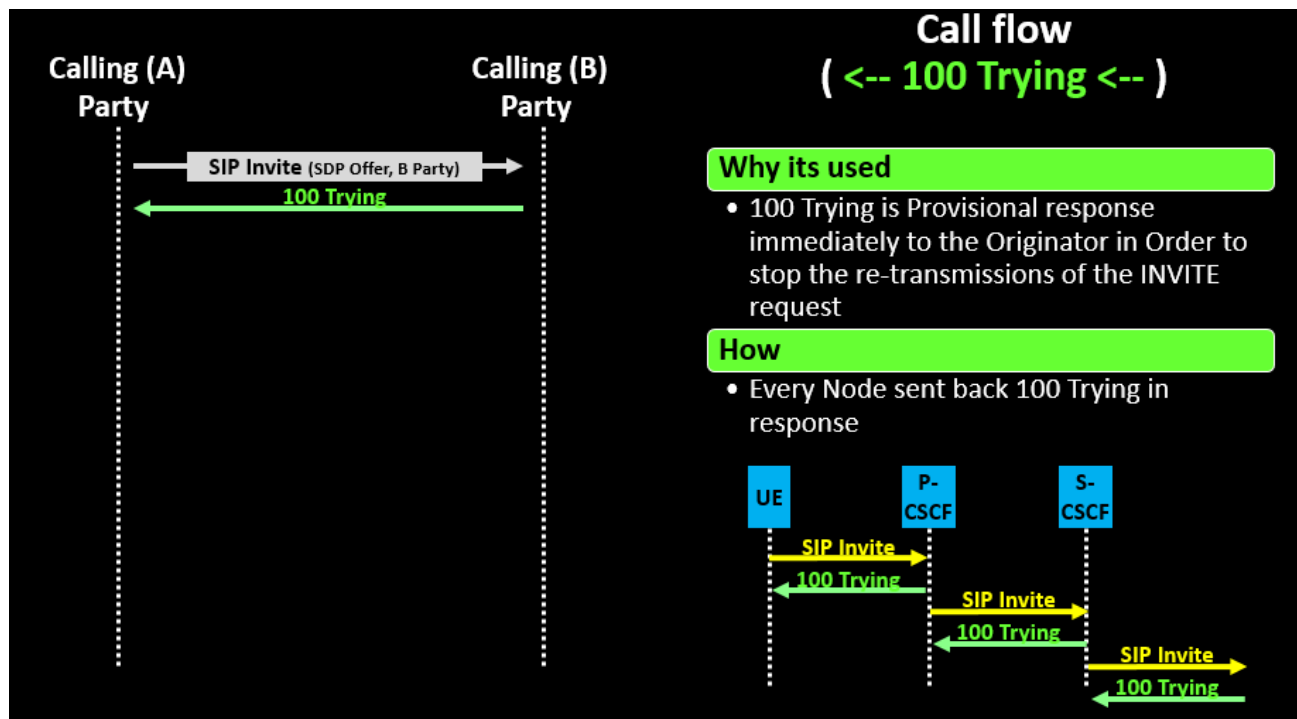 Call flow
( <-- 100 Trying <-- )
Calling (A)
Party
Calling (B)
Party
SIP Invite (SDP Offer, B Party)
100 Trying
Why its used
• 100 Trying is Provisional response
immediately to the Originator in Order to
stop the re-transmissions of the INVITE
request
How
• Every Node sent back 100 Trying in
response
UE
P-
CSCF
S-
CSCF
SIP Invite
100 Trying
SIP Invite
100 Trying
SIP Invite
100 Trying